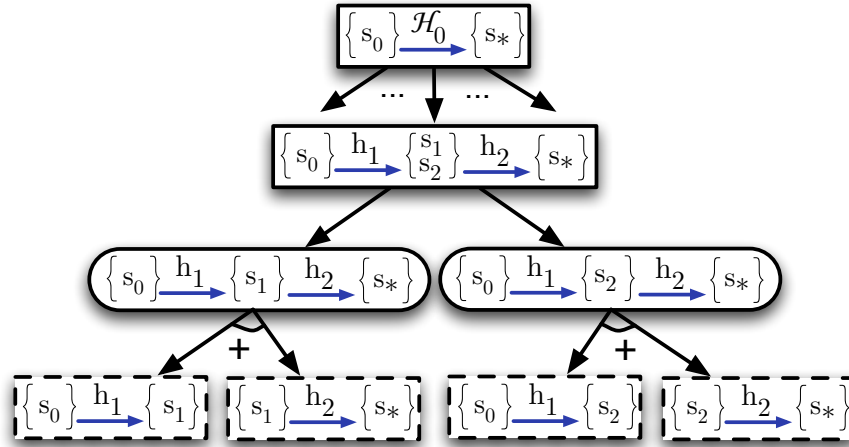 {s₀} ℋ₀ {s*}
... ...
{s₀} h₁ {s₁ s₂} h₂ {s*}
{s₀} h₁ {s₁} h₂ {s*}
{s₀} h₁ {s₂} h₂ {s*}
+ +
{s₀} h₁ {s₁}
{s₁} h₂ {s*}
{s₀} h₁ {s₂}
{s₂} h₂ {s*}